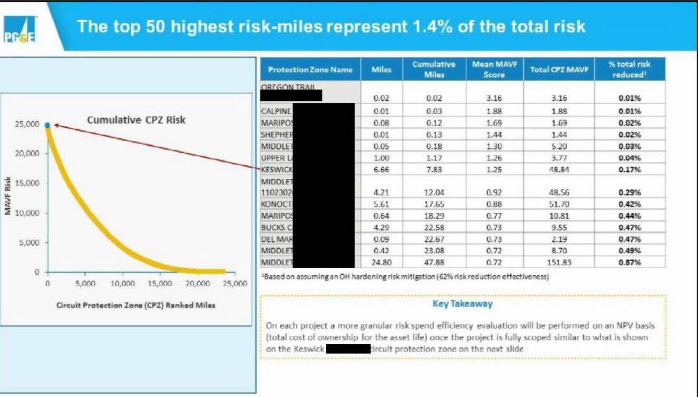 PG&E
The top 50 highest risk-miles represent 1.4% of the total risk
Cumulative CPZ Risk
MAVF Risk
25,000
20,000
15,000
10,000
5,000
0
0 5,000 10,000 15,000 20,000 25,000
Circuit Protection Zone (CPZ) Ranked Miles
Protection Zone Name Miles Cumulative Miles Mean MAVF Score Total CPZ MAVF % total risk reduced¹
OREGON TRAIL 0.02 0.02 3.16 3.16 0.01%
CALPINE 0.01 0.03 1.88 1.88 0.01%
MARIPOS 0.08 0.12 1.69 1.69 0.02%
SHEPHER 0.01 0.13 1.44 1.44 0.02%
MIDDLET 0.05 0.18 1.30 5.20 0.03%
UPPER LA 1.00 1.17 1.26 3.77 0.04%
KESWICK 6.66 7.83 1.25 48.84 0.17%
MIDDLET
1102302 4.21 12.04 0.92 48.56 0.29%
KONOCTI 5.61 17.65 0.88 51.70 0.42%
MARIPOS 0.64 18.29 0.77 10.81 0.44%
BUCKS C 4.29 22.58 0.73 9.55 0.47%
DEL MAR 0.09 22.67 0.73 2.19 0.47%
MIDDLET 0.42 23.08 0.72 8.70 0.49%
MIDDLET 24.80 47.88 0.72 151.83 0.87%
¹Based on assuming an OH hardening risk mitigation (62% risk reduction effectiveness)
Key Takeaway
On each project a more granular risk spend efficiency evaluation will be performed on an NPV basis
(total cost of ownership for the asset life) once the project is fully scoped similar to what is shown
on the Keswick circuit protection zone on the next slide